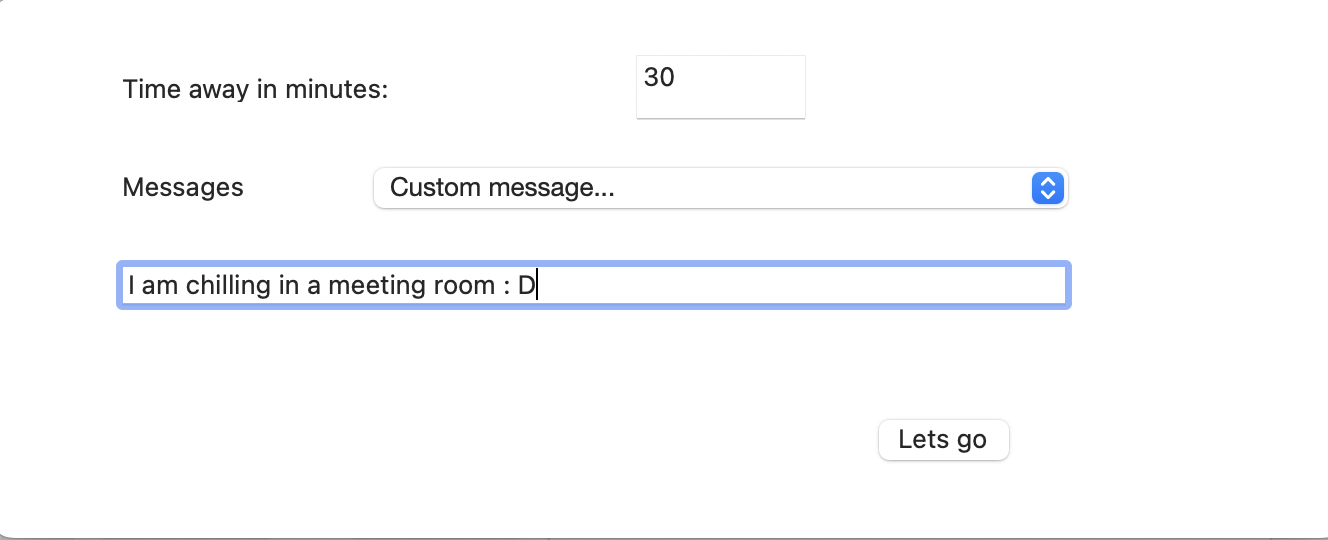 Time away in minutes: 30
Messages Custom message...
I am chilling in a meeting room : D
Lets go